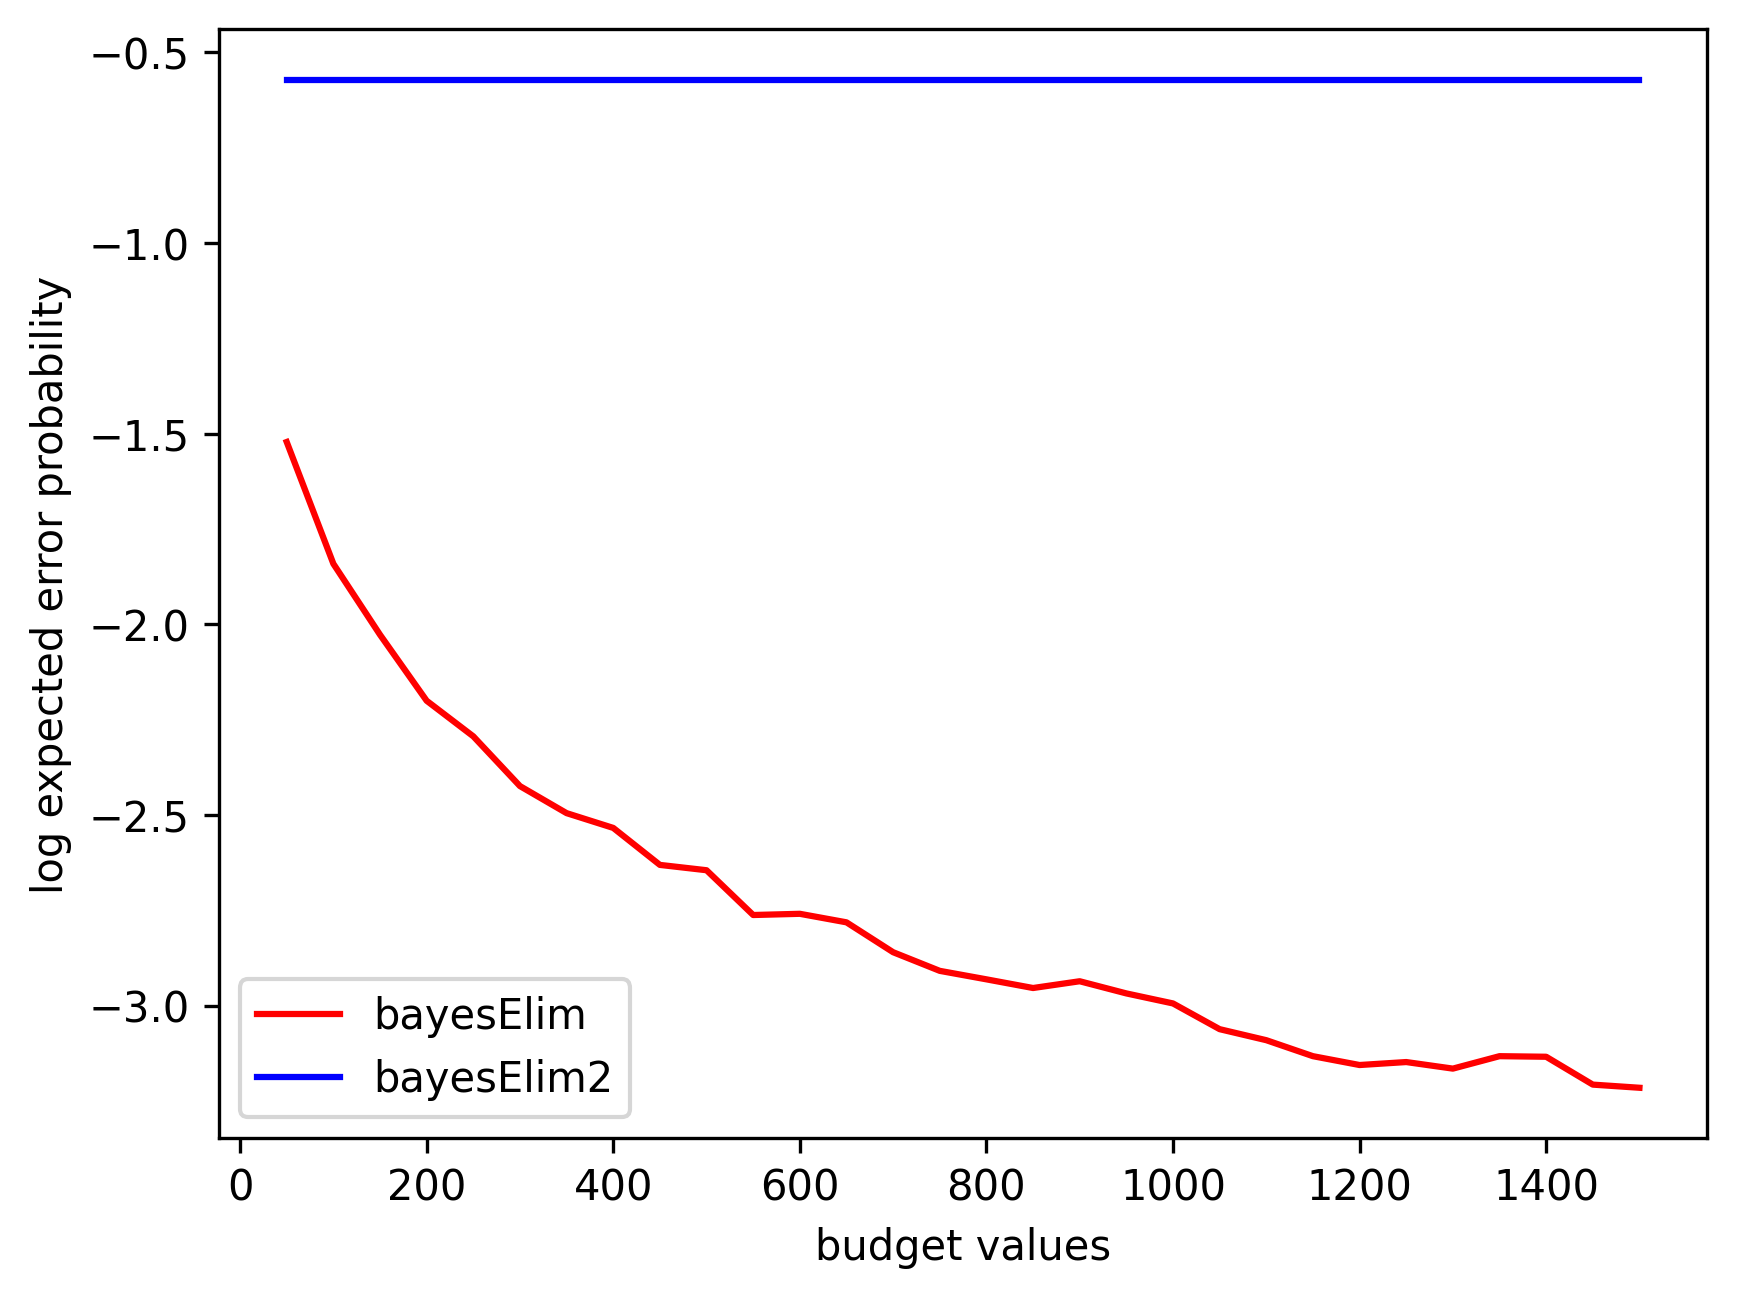 log expected error probability
−0.5
−1.0
−1.5
−2.0
−2.5
−3.0
bayesElim
bayesElim2
0 200 400 600 800 1000 1200 1400
budget values